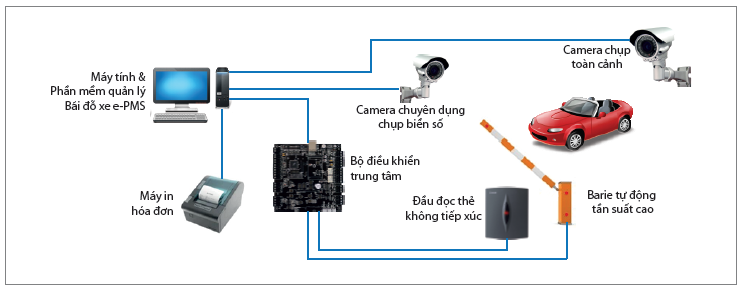 Máy tính &
Phần mềm quản lý
Bái đỗ xe e-PMS
Camera chụp
toàn cảnh
Camera chuyên dụng
chụp biển số
Bộ điều khiển
trung tâm
Máy in
hóa đơn
Đầu đọc thẻ
không tiếp xúc
Barie tự động
tần suất cao